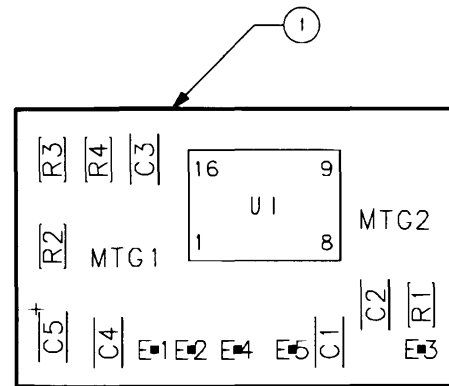 1
R3 R4 C3
16 9
U1
1 8
MTG2
R2
MTG1
+
C5 C4 E1 E2 E4 E5 C1 C2 R1 E3